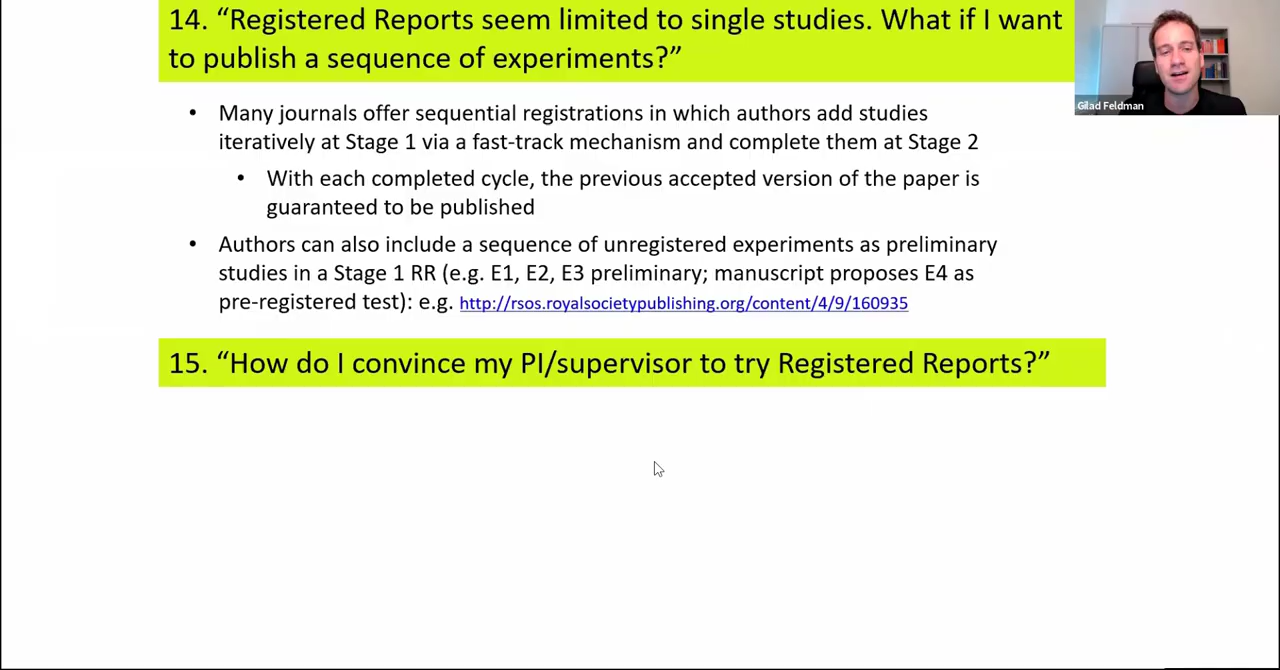 14. “Registered Reports seem limited to single studies. What if I want
to publish a sequence of experiments?”
Gilad Feldman
• Many journals offer sequential registrations in which authors add studies
iteratively at Stage 1 via a fast-track mechanism and complete them at Stage 2
• With each completed cycle, the previous accepted version of the paper is
guaranteed to be published
• Authors can also include a sequence of unregistered experiments as preliminary
studies in a Stage 1 RR (e.g. E1, E2, E3 preliminary; manuscript proposes E4 as
pre-registered test): e.g. http://rsos.royalsocietypublishing.org/content/4/9/160935
15. “How do I convince my PI/supervisor to try Registered Reports?”